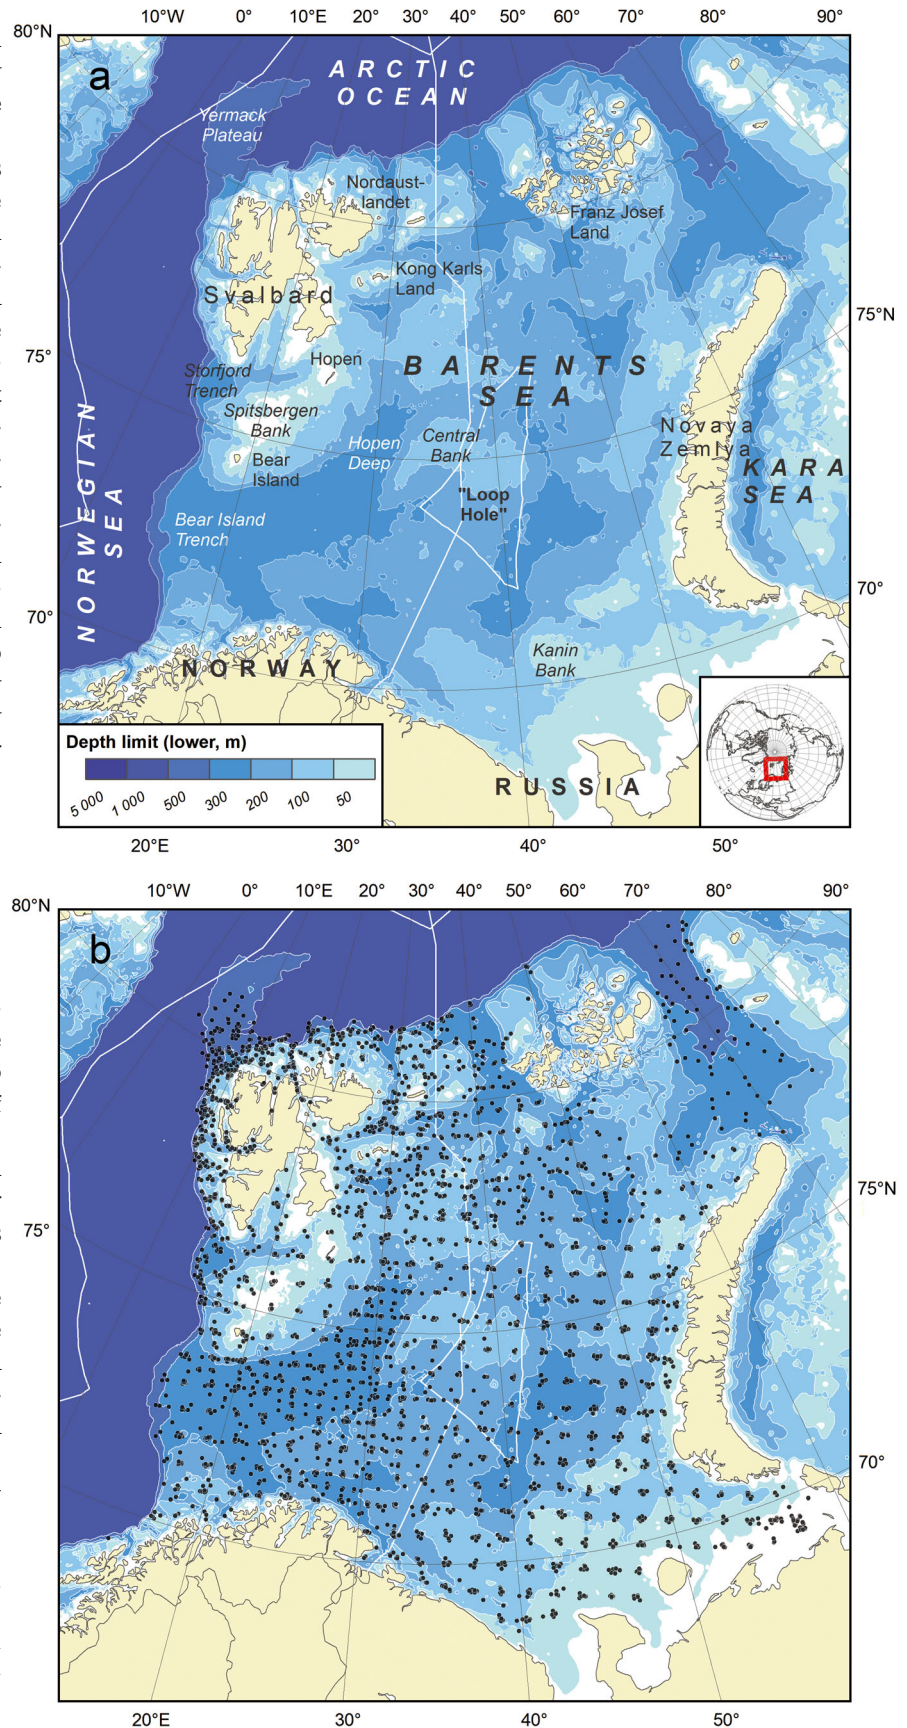 10°W 0° 10°E 20° 30° 40° 50° 60° 70° 80° 90°
80°N
a
ARCTIC
OCEAN
Yermack
Plateau
Nordaust-
landet
Franz Josef
Land
Kong Karls
Land
Svalbard
75°N
75°
Hopen
BARENTS
SEA
Storfjord
Trench
Spitsbergen
Bank
Hopen
Deep
Central
Bank
Novaya
Zemlya
KARA
SEA
Bear
Island
"Loop
Hole"
NORWEGIAN
SEA
Bear Island
Trench
70°
70°
Kanin
Bank
NORWAY
RUSSIA
Depth limit (lower, m)
5 000 1 000 500 300 200 100 50
20°E 30° 40° 50°
10°W 0° 10°E 20° 30° 40° 50° 60° 70° 80° 90°
80°N
b
75°N
75°
70°
20°E 30° 40° 50°